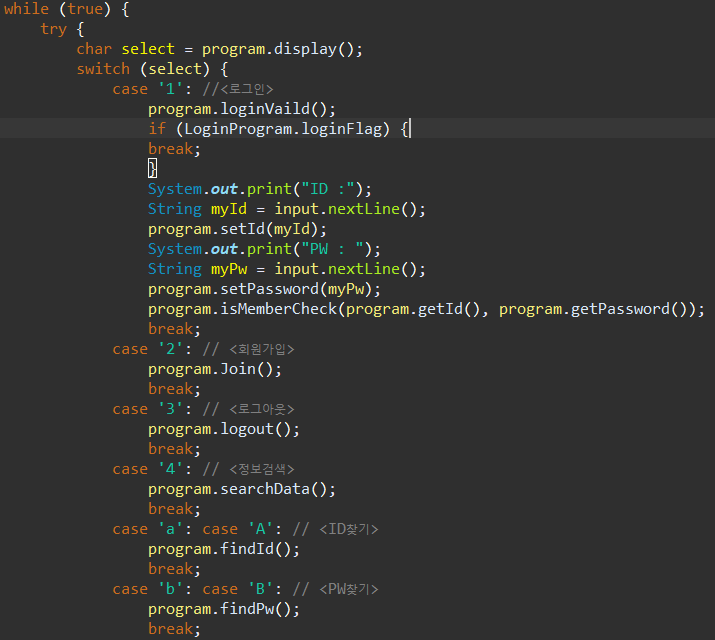 while (true) {
try {
char select = program.display();
switch (select) {
case '1': //<로그인>
program.loginVaild();
if (LoginProgram.loginFlag) {
break;
}
System.out.print("ID :");
String myId = input.nextLine();
program.setId(myId);
System.out.print("PW : ");
String myPw = input.nextLine();
program.setPassword(myPw);
program.isMemberCheck(program.getId(), program.getPassword());
break;
case '2': // <회원가입>
program.Join();
break;
case '3': // <로그아웃>
program.logout();
break;
case '4': // <정보검색>
program.searchData();
break;
case 'a': case 'A': // <ID찾기>
program.findId();
break;
case 'b': case 'B': // <PW찾기>
program.findPw();
break;